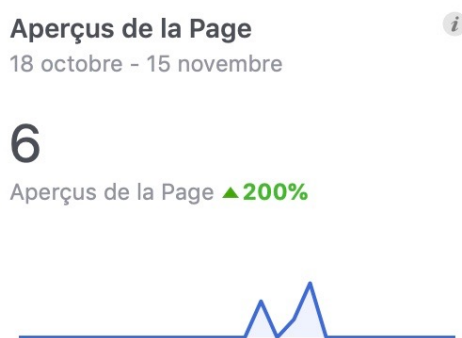 Aperçus de la Page
18 octobre - 15 novembre
6
Aperçus de la Page ▲200%